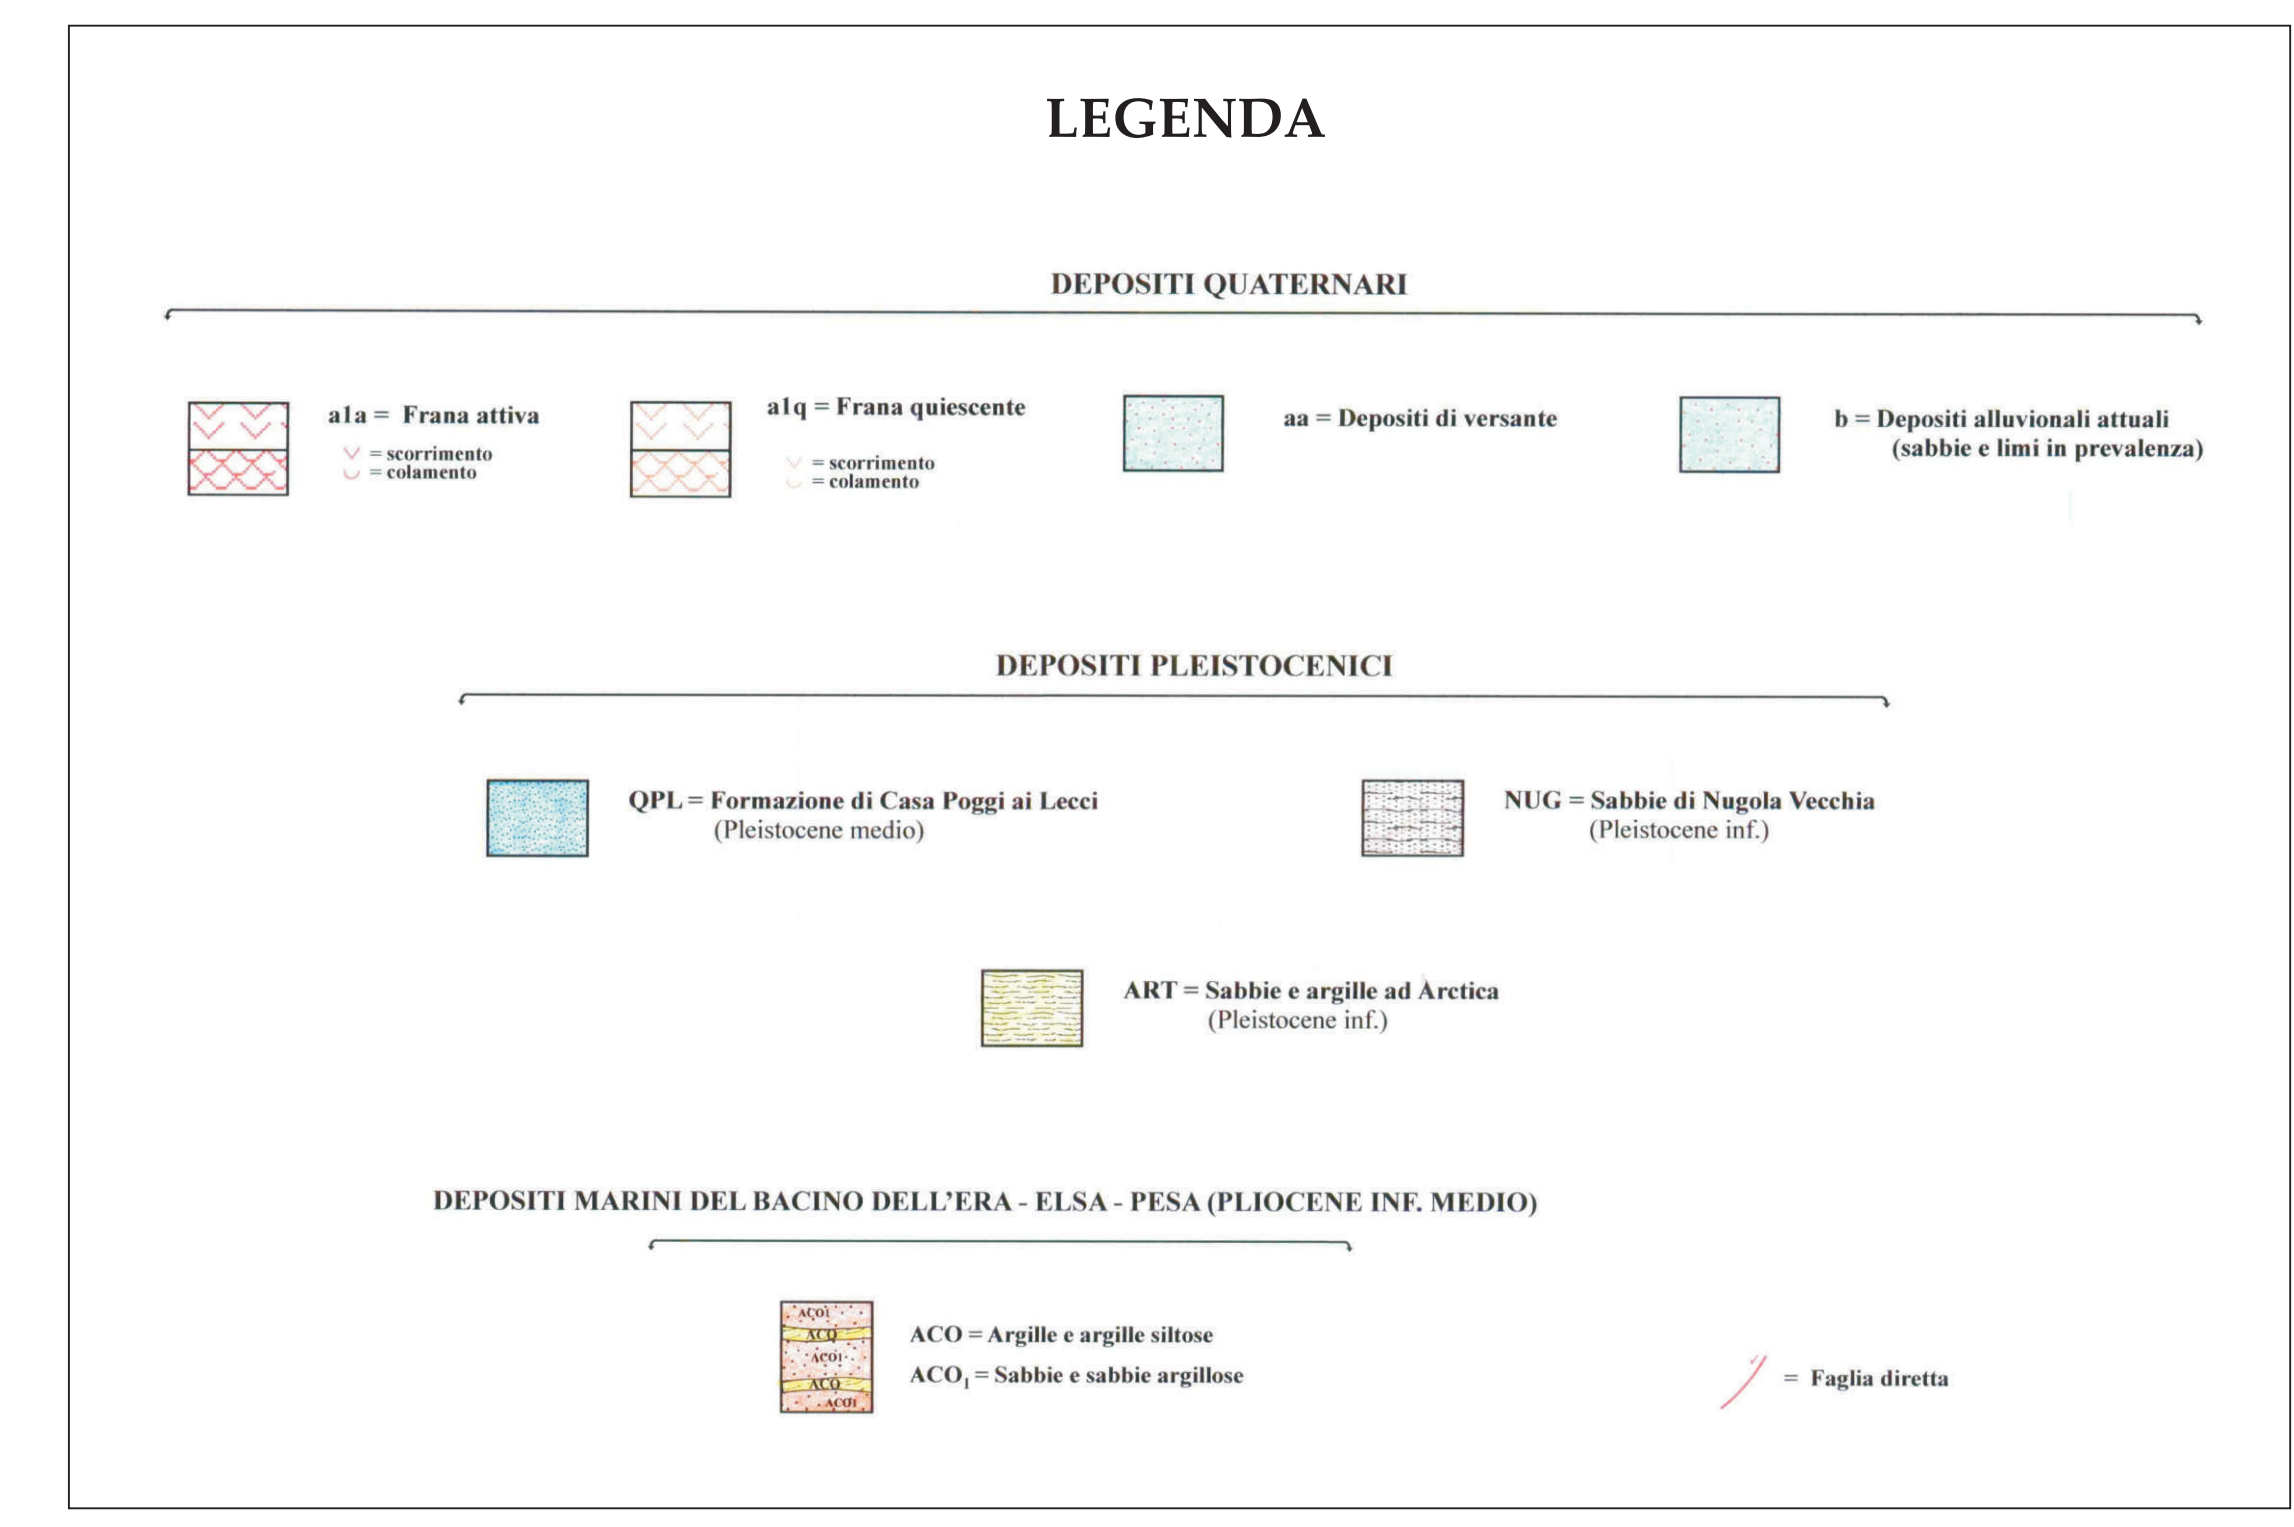 LEGENDA
DEPOSITI QUATERNARI
a1a = Frana attiva
= scorrimento
= colamento
a1q = Frana quiescente
= scorrimento
= colamento
aa = Depositi di versante
b = Depositi alluvionali attuali
(sabbie e limi in prevalenza)
DEPOSITI PLEISTOCENICI
QPL = Formazione di Casa Poggi ai Lecci
(Pleistocene medio)
NUG = Sabbie di Nugola Vecchia
(Pleistocene inf.)
ART = Sabbie e argille ad Arctica
(Pleistocene inf.)
DEPOSITI MARINI DEL BACINO DELL'ERA - ELSA - PESA (PLIOCENE INF. MEDIO)
ACO1
ACO
ACO1
ACO
ACO1
ACO = Argille e argille siltose
ACO₁ = Sabbie e sabbie argillose
= Faglia diretta